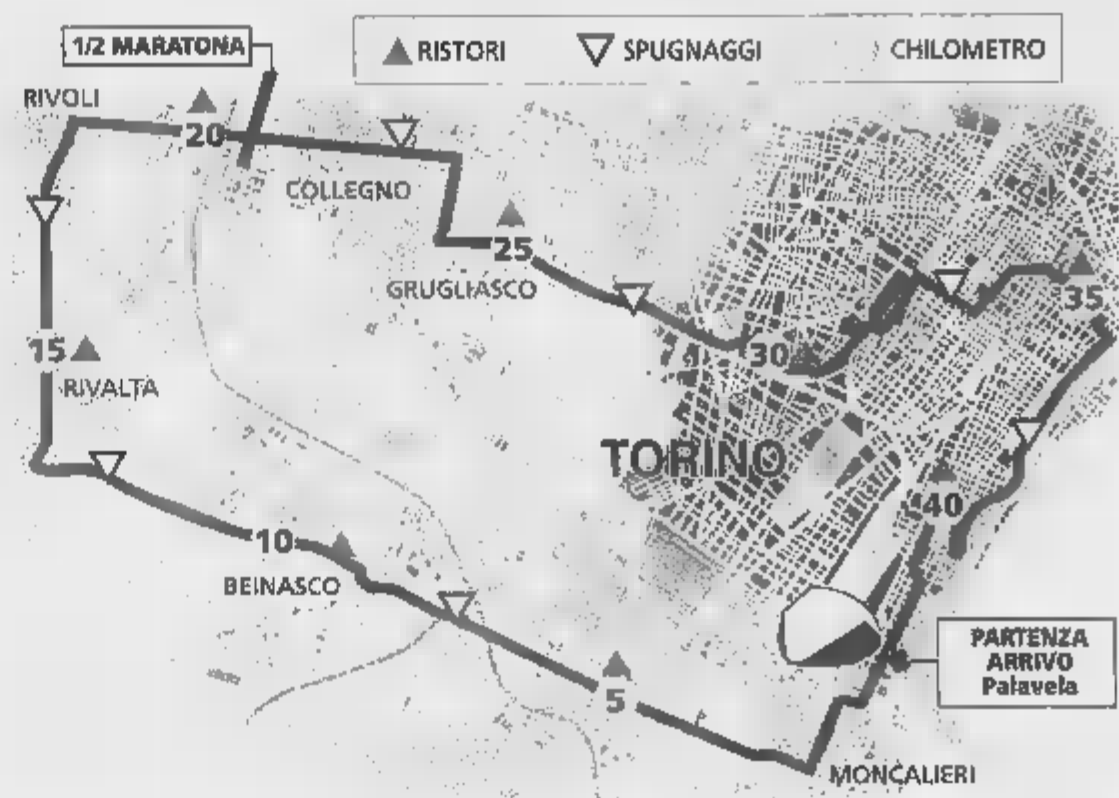 1/2 MARATONA
RISTORI
SPUGNAGGI
CHILOMETRO
RIVOLI
20
COLLEGNO
25
GRUGLIASCO
35
15
30
RIVALTA
TORINO
40
10
BEINASCO
PARTENZA
ARRIVO
Palavela
5
MONCALIERI